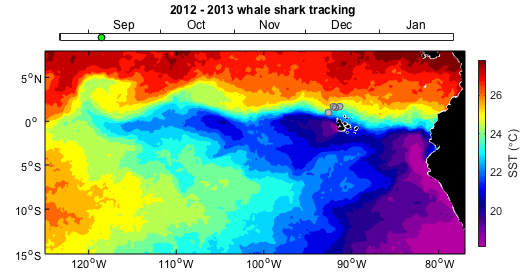 2012 - 2013 whale shark tracking
Sep Oct Nov Dec Jan
5°N
0°
5°S
10°S
15°S
120°W 110°W 100°W 90°W 80°W
26
24
22
20
SST (°C)